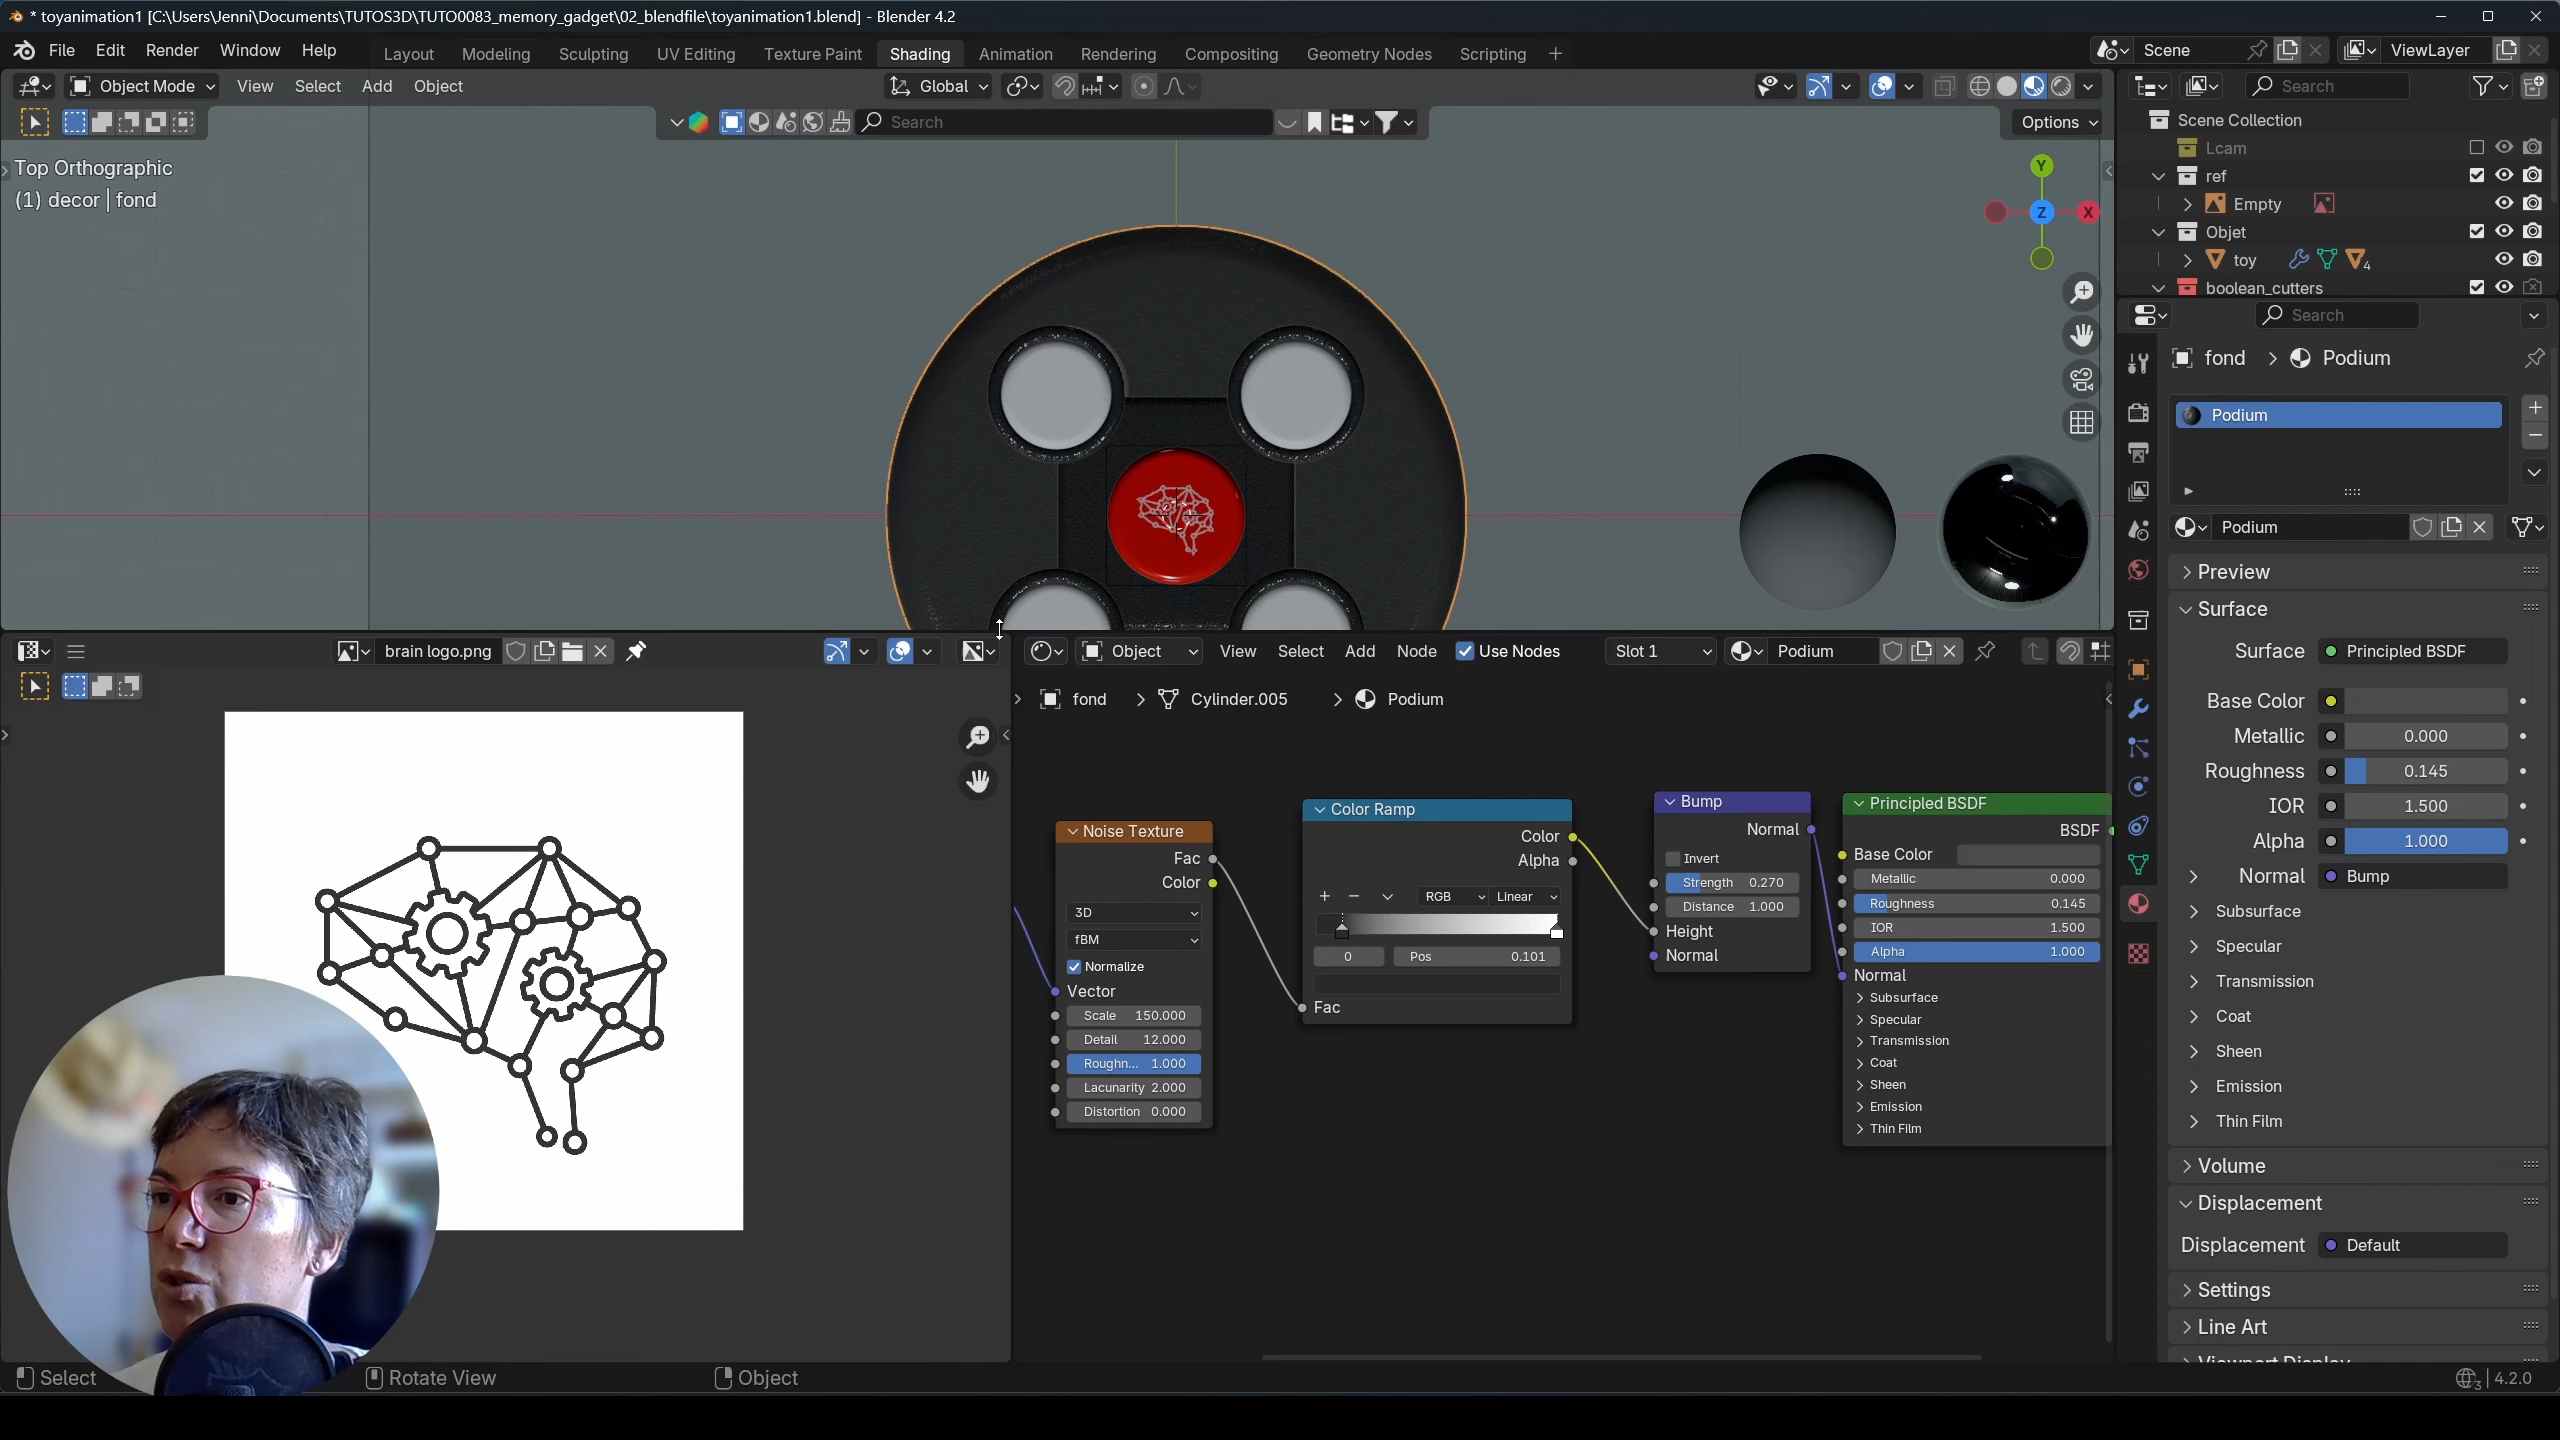 * toyanimation1 [C:\Users\Jenni\Documents\TUTOS3D\TUTO0083_memory_gadget\02_blendfile\toyanimation1.blend] - Blender 4.2
File Edit Render Window Help Layout Modeling Sculpting UV Editing Texture Paint Shading Animation Rendering Compositing Geometry Nodes Scripting + Scene ViewLayer
Object Mode View Select Add Object Global Search
Search Options
Scene Collection
Lcam
ref
Empty
Objet
toy
4
boolean_cutters
Top Orthographic
(1) decor | fond
Y
Z
X
Search
fond > Podium
Podium
Podium
Preview
Surface
Surface Principled BSDF
Base Color
Metallic 0.000
Roughness 0.145
IOR 1.500
Alpha 1.000
Normal Bump
Subsurface
Specular
Transmission
Coat
Sheen
Emission
Thin Film
Volume
Displacement
Displacement Default
Settings
Line Art
Viewport Display
brain logo.png
Object View Select Add Node Use Nodes Slot 1 Podium
fond > Cylinder.005 > Podium
Noise Texture
Fac
Color
3D
fBM
Normalize
Vector
Scale 150.000
Detail 12.000
Roughn... 1.000
Lacunarity 2.000
Distortion 0.000
Color Ramp
Color
Alpha
+ − RGB Linear
0 Pos 0.101
Fac
Bump
Normal
Invert
Strength 0.270
Distance 1.000
Height
Normal
Principled BSDF
BSDF
Base Color
Metallic 0.000
Roughness 0.145
IOR 1.500
Alpha 1.000
Normal
Subsurface
Specular
Transmission
Coat
Sheen
Emission
Thin Film
Select Rotate View Object 3 4.2.0